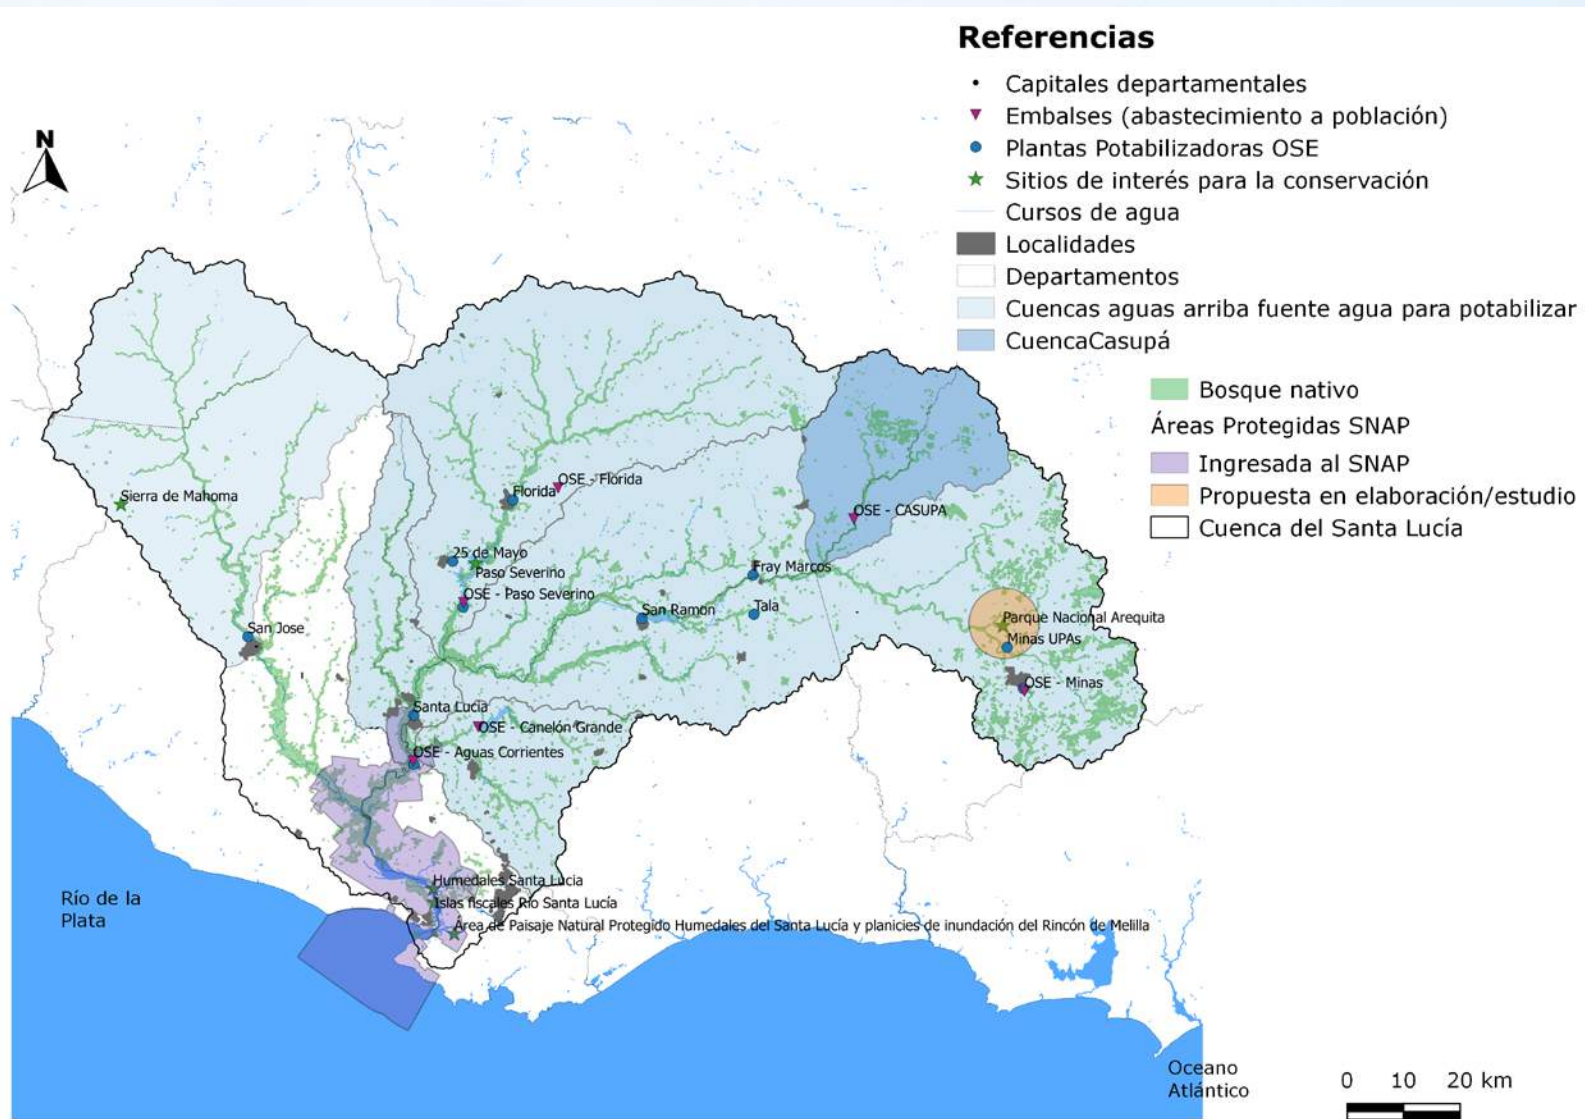 Referencias
Capitales departamentales
Embalses (abastecimiento a población)
Plantas Potabilizadoras OSE
Sitios de interés para la conservación
Cursos de agua
Localidades
Departamentos
Cuencas aguas arriba fuente agua para potabilizar
CuencaCasupá
Bosque nativo
Áreas Protegidas SNAP
Ingresada al SNAP
Propuesta en elaboración/estudio
Cuenca del Santa Lucía
N
Sierra de Mahoma
OSE - Florida
Florida
OSE - CASUPA
25 de Mayo
Paso Severino
Fray Marcos
OSE - Paso Severino
San Ramon
Tala
San Jose
Parque Nacional Arequita
Minas UPAs
OSE - Minas
Santa Lucia
OSE - Canelón Grande
OSE - Aguas Corrientes
Humedales Santa Lucia
Islas fiscales Río Santa Lucía
Área de Paisaje Natural Protegido Humedales del Santa Lucía y planicies de inundación del Rincón de Melilla
Río de la
Plata
Oceano
Atlántico
0 10 20 km